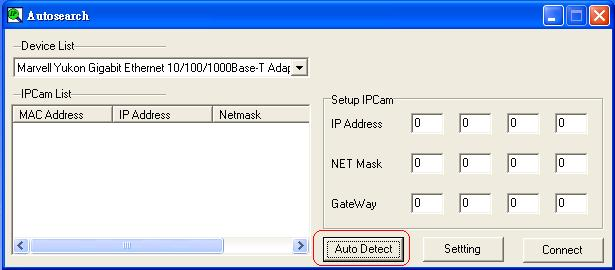 Autosearch
Device List
Marvell Yukon Gigabit Ethernet 10/100/1000Base-T Adap
IPCam List
MAC Address IP Address Netmask
Setup IPCam
IP Address 0 0 0 0
NET Mask 0 0 0 0
GateWay 0 0 0 0
Auto Detect Settting Connect